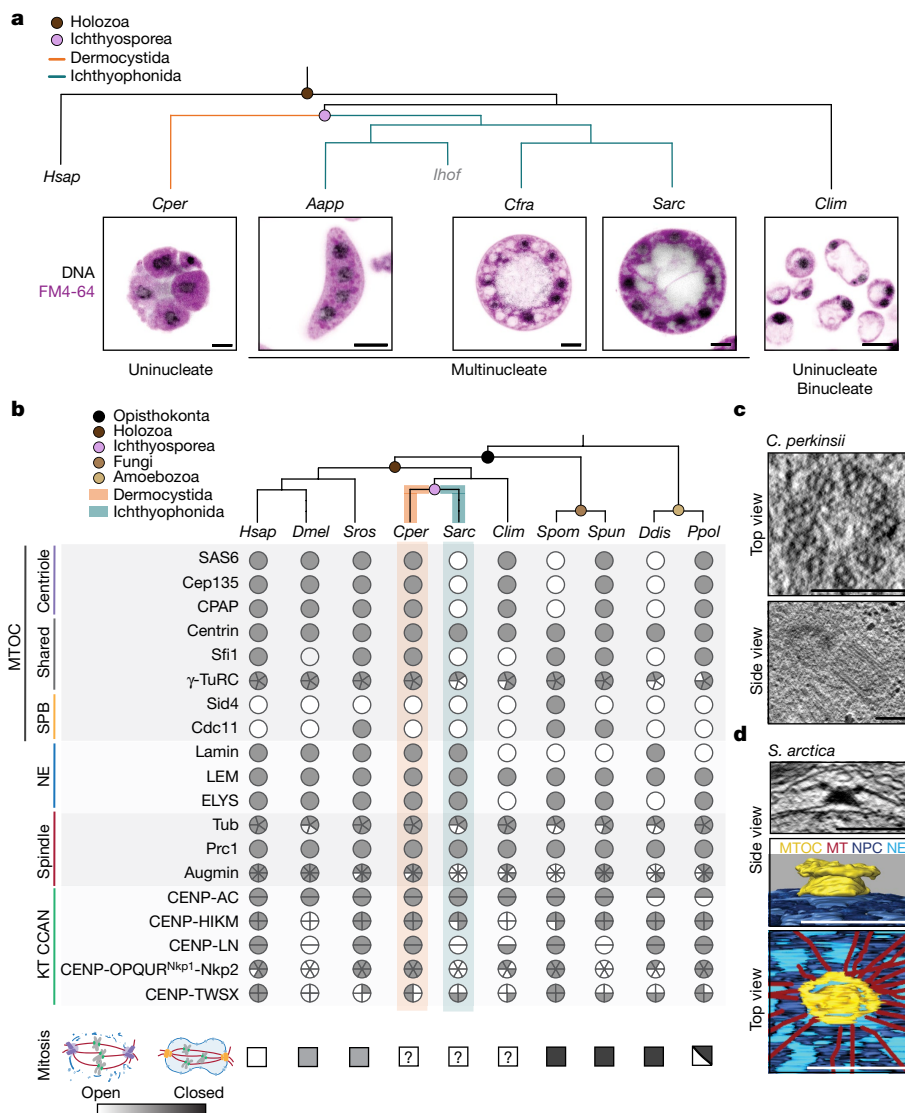 a
Holozoa
Ichthyosporea
Dermocystida
Ichthyophonida
Hsap
Ihof
Cper
Aapp
Cfra
Sarc
Clim
DNA
FM4-64
Uninucleate
Multinucleate
Uninucleate
Binucleate
b
Opisthokonta
Holozoa
Ichthyosporea
Fungi
Amoebozoa
Dermocystida
Ichthyophonida
Hsap Dmel Sros Cper Sarc Clim Spom Spun Ddis Ppol
MTOC
Centriole
SAS6
Cep135
CPAP
Shared
Centrin
Sfi1
γ-TuRC
SPB
Sid4
Cdc11
NE
Lamin
LEM
ELYS
Spindle
Tub
Prc1
Augmin
KT CCAN
CENP-AC
CENP-HIKM
CENP-LN
CENP-OPQUR^Nkp1-Nkp2
CENP-TWSX
Mitosis
? ? ?
Open Closed
c
C. perkinsii
Top view
Side view
d
S. arctica
Side view
MTOC MT NPC NE
Top view